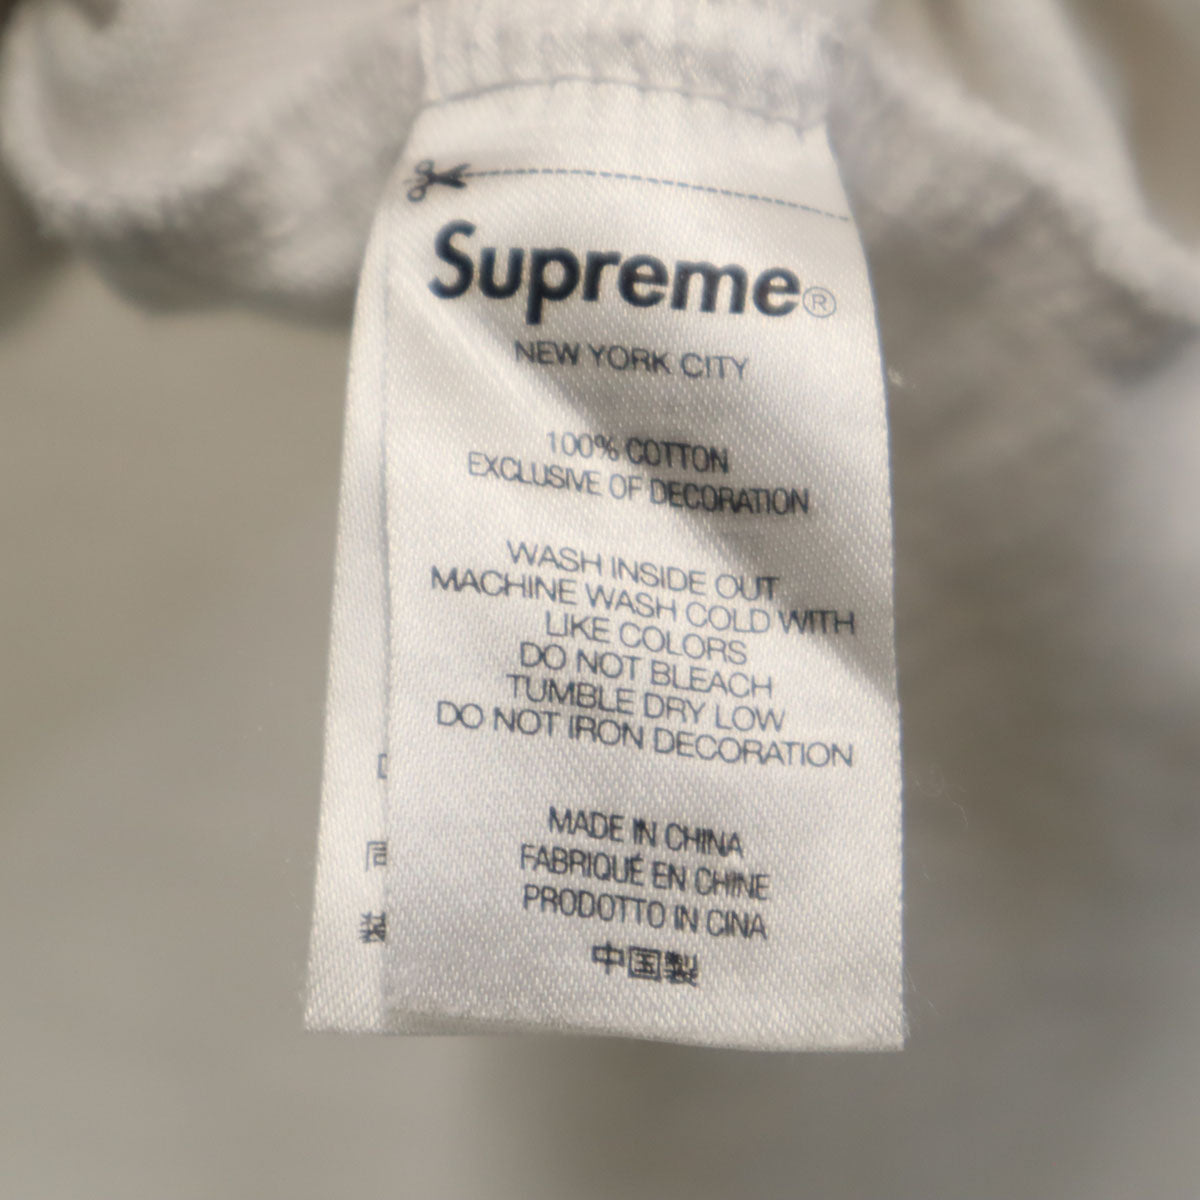 Supreme®
NEW YORK CITY
100% COTTON
EXCLUSIVE OF DECORATION
WASH INSIDE OUT
MACHINE WASH COLD WITH
LIKE COLORS
DO NOT BLEACH
TUMBLE DRY LOW
DO NOT IRON DECORATION
MADE IN CHINA
FABRIQUÉ EN CHINE
PRODOTTO IN CINA
中国製